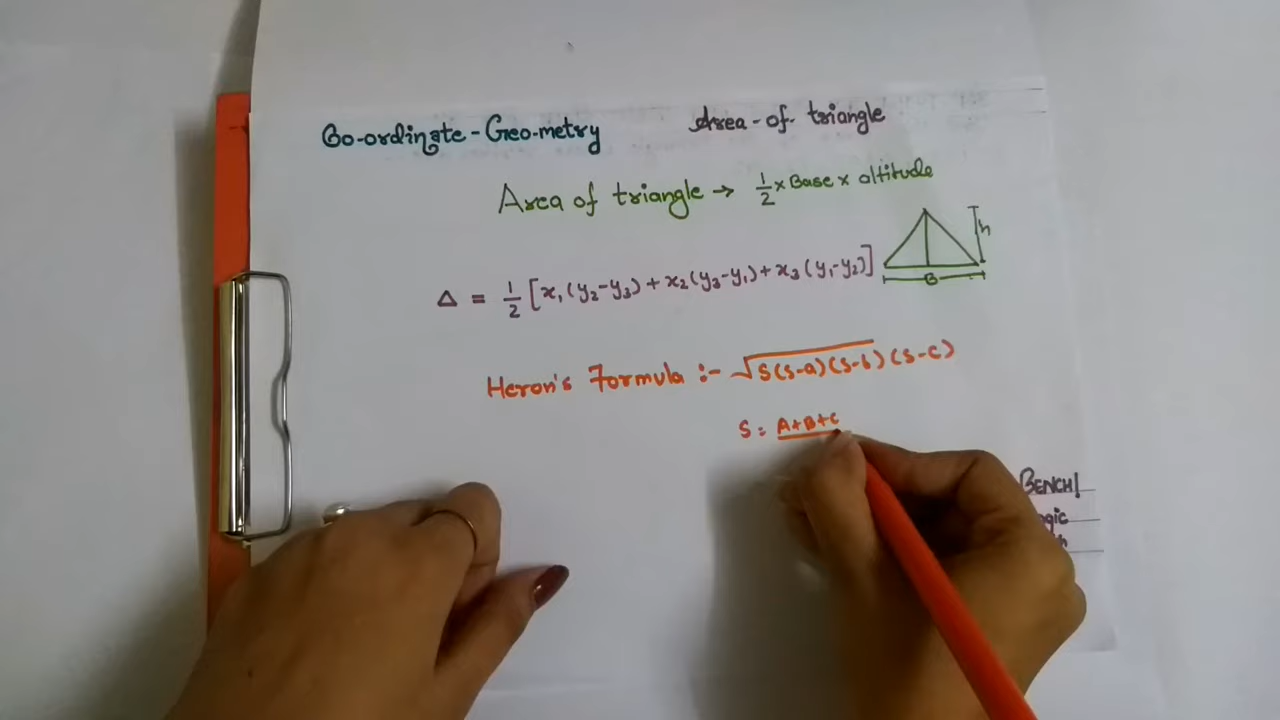 Co-ordinate-Geo-metry Area-of-triangle
Area of triangle → 1/2 × Base × altitude
h
B
Δ = 1/2 [x₁(y₂-y₃) + x₂(y₃-y₁) + x₃(y₁-y₂)]
Heron's Formula :- √S(s-a)(s-b)(s-c)
S = A+B+C
BENCH